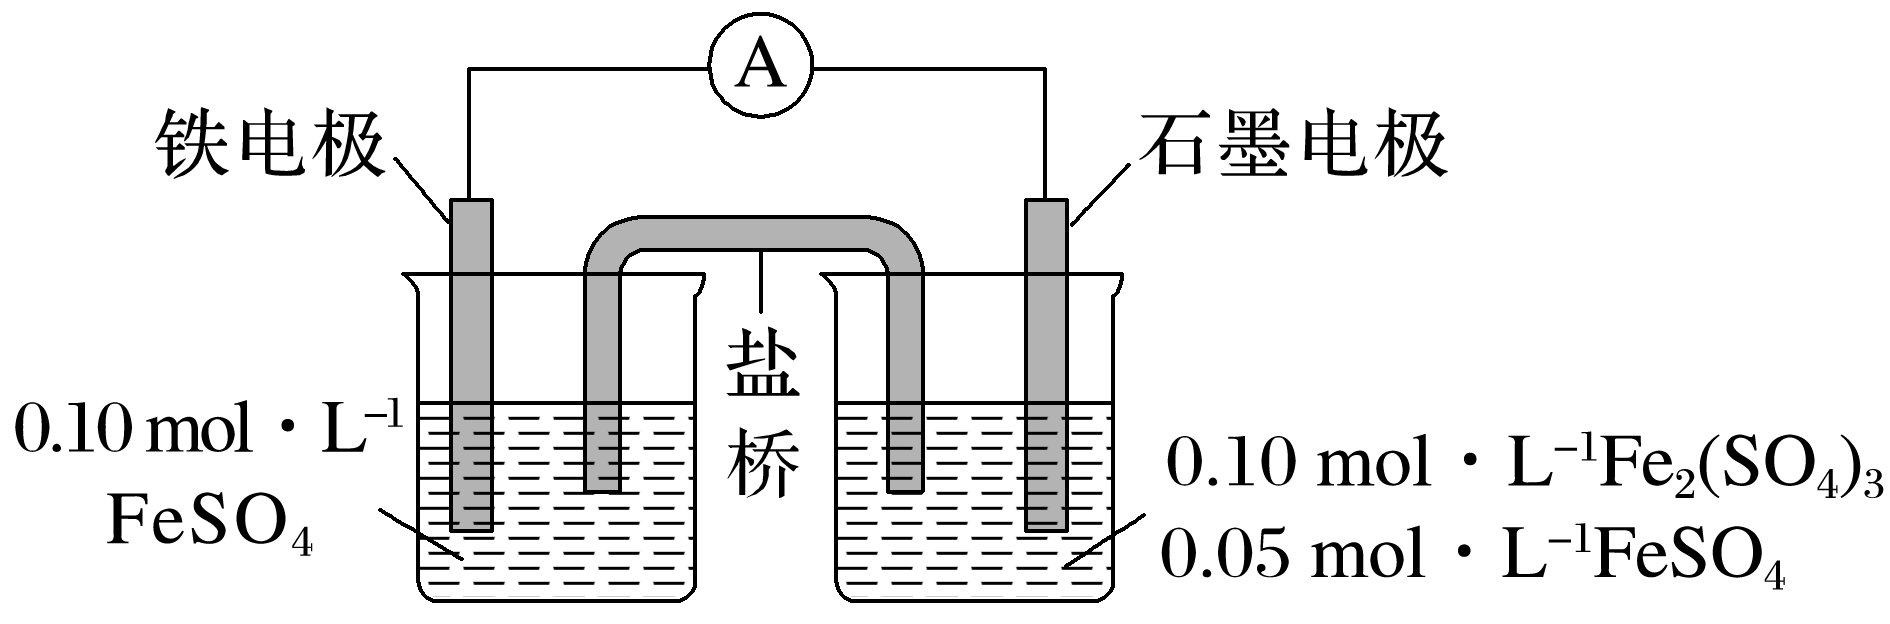 A
铁电极
石墨电极
盐
桥
0.10 mol · L⁻¹
FeSO₄
0.10 mol · L⁻¹Fe₂(SO₄)₃
0.05 mol · L⁻¹FeSO₄